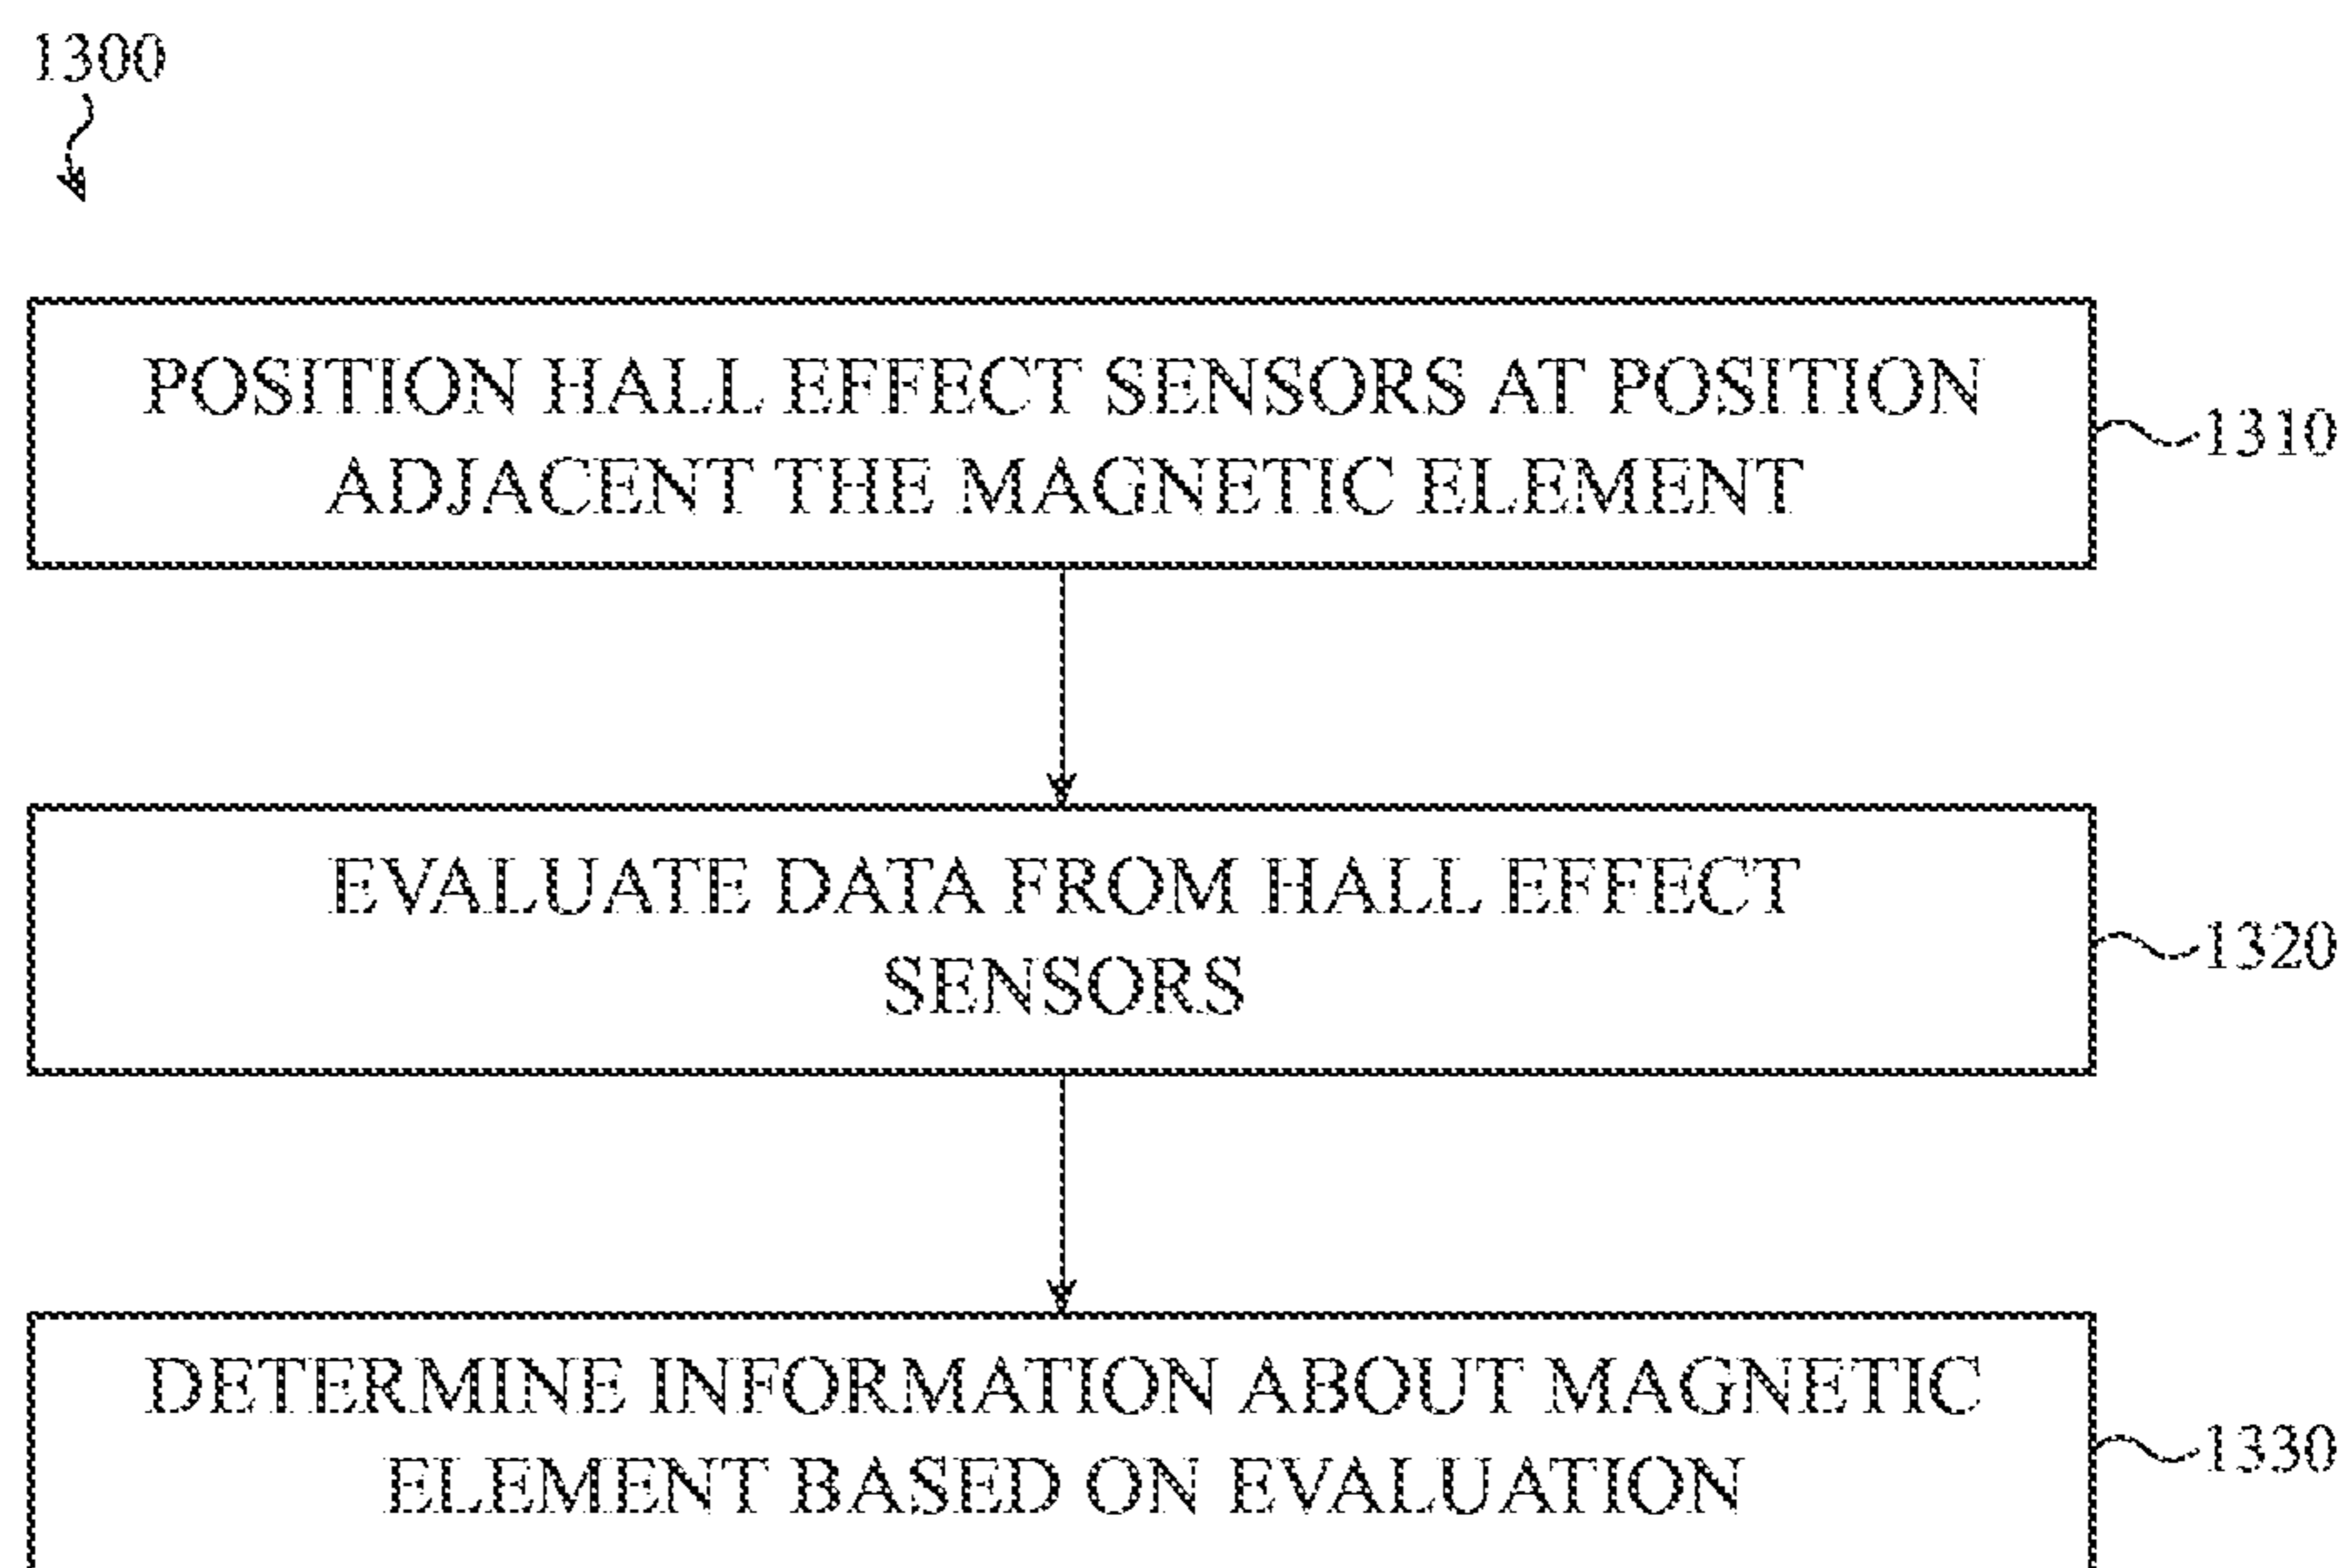 1300
POSITION HALL EFFECT SENSORS AT POSITION
ADJACENT THE MAGNETIC ELEMENT
1310
EVALUATE DATA FROM HALL EFFECT
SENSORS
1320
DETERMINE INFORMATION ABOUT MAGNETIC
ELEMENT BASED ON EVALUATION
1330